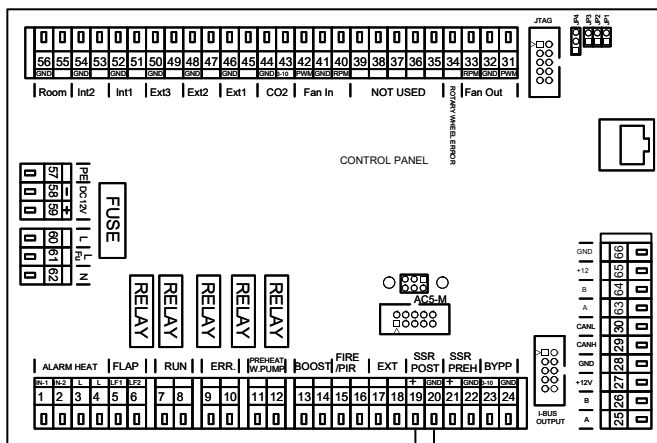 JTAG
JP4 JP3 JP2 JP1
56 55 54 53 52 51 50 49 48 47 46 45 44 43 42 41 40 39 38 37 36 35 34 33 32 31
GND GND GND GND GND GND GND 0-10 PWM GND RPM RPM GND PWM
Room Int2 Int1 Ext3 Ext2 Ext1 CO2 Fan In NOT USED ROTARY WHEEL ERROR Fan Out
CONTROL PANEL
57 PE
58 -
DC12V
59 +
60 L
61 L
Fu
62 N
FUSE
RELAY RELAY RELAY RELAY RELAY
AC5-M
GND 66
+12 65
B 64
A 63
CANL 30
CANH 29
GND 28
+12V 27
B 26
A 25
I-BUS
OUTPUT
ALARM HEAT FLAP RUN ERR. PREHEAT
W.PUMP BOOST FIRE
/PIR EXT SSR
POST SSR
PREH BYPP
IN-1 IN-2 L L LF1 LF2 + GND + GND 0-10 GND
1 2 3 4 5 6 7 8 9 10 11 12 13 14 15 16 17 18 19 20 21 22 23 24